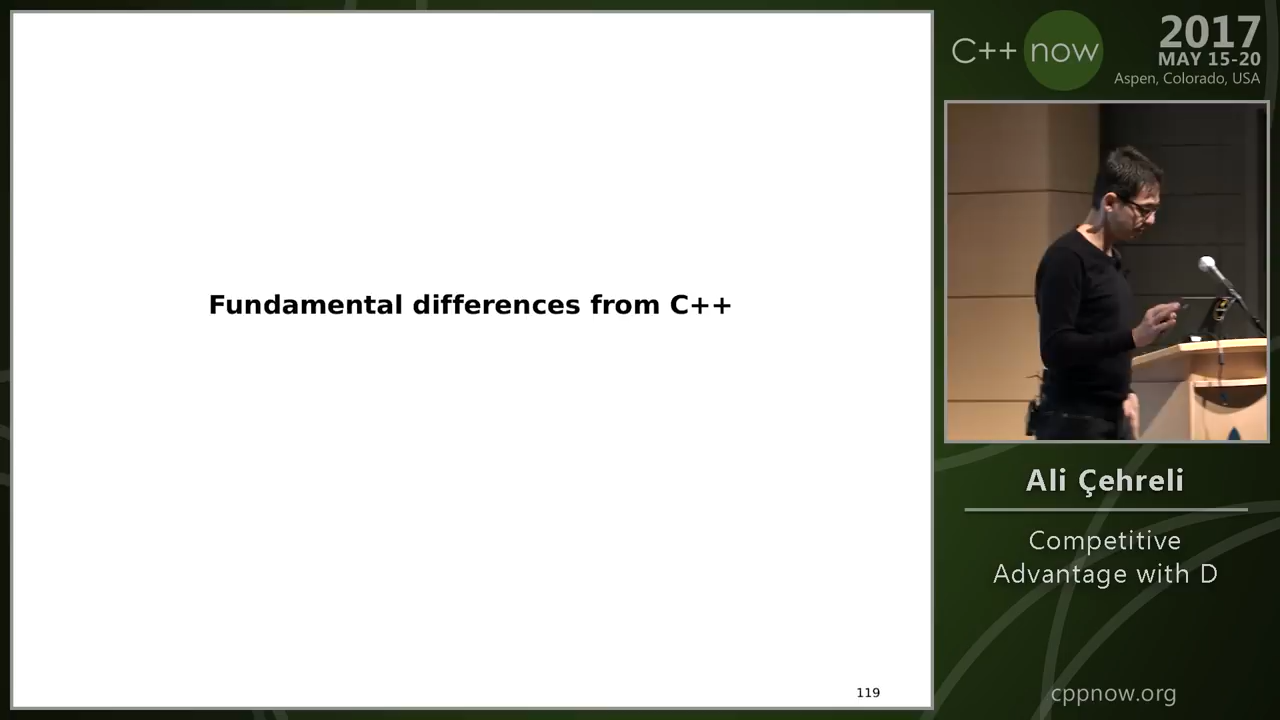 Fundamental differences from C++
119
C++ now
2017
MAY 15-20
Aspen, Colorado, USA
Ali Çehreli
Competitive
Advantage with D
cppnow.org